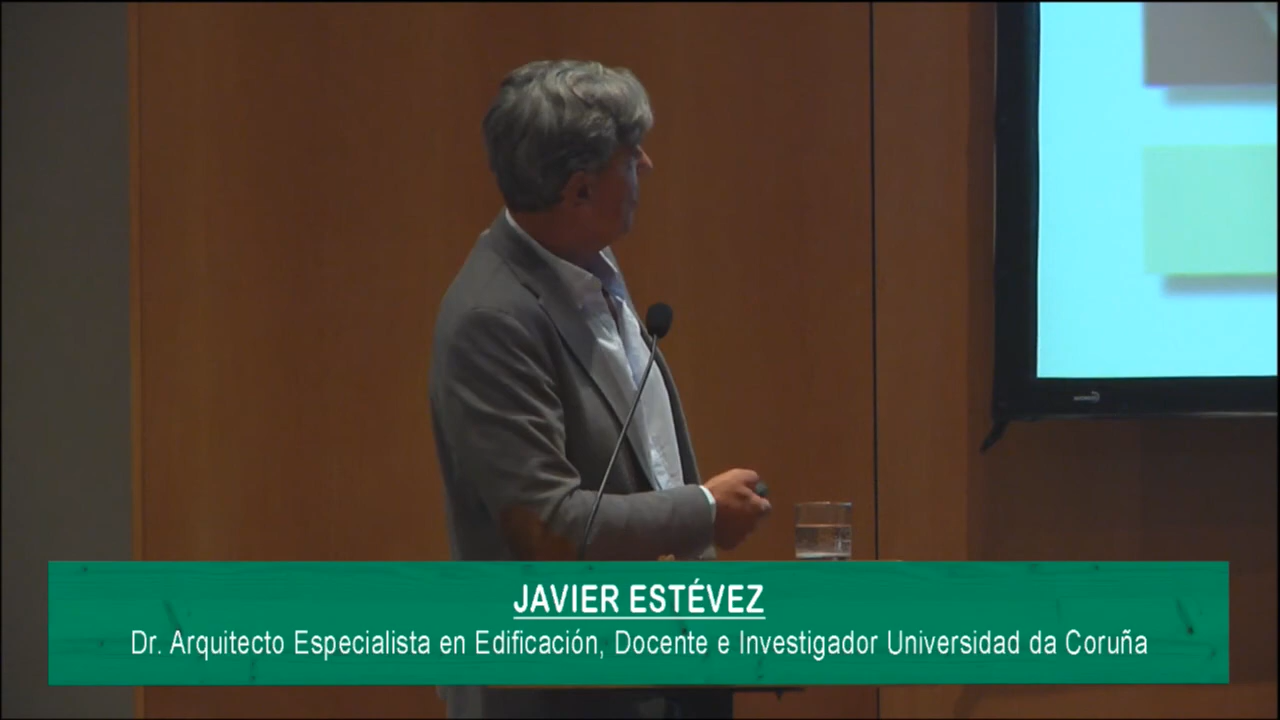 JAVIER ESTÉVEZ
Dr. Arquitecto Especialista en Edificación, Docente e Investigador Universidad da Coruña